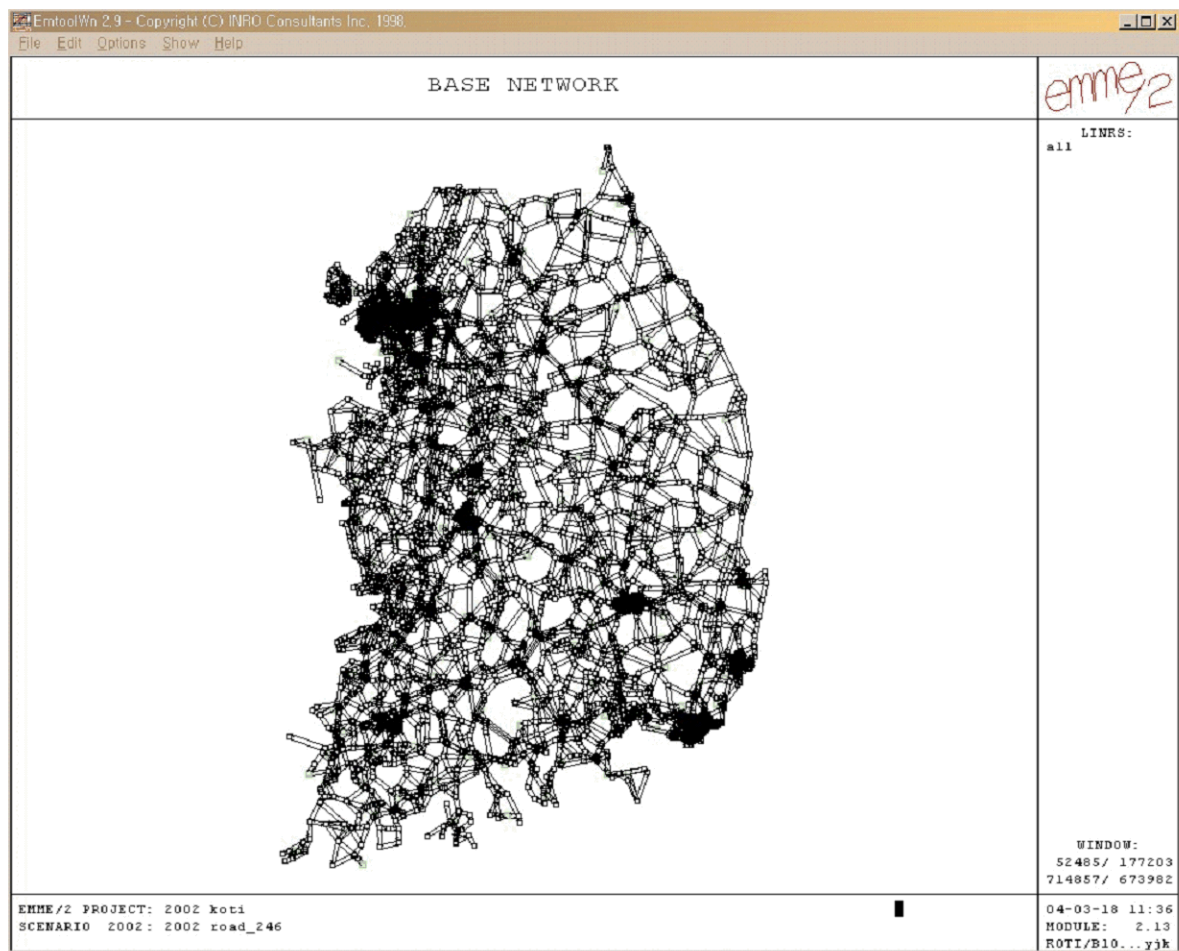 EmtoolWn 2.9 - Copyright (C) INRO Consultants Inc, 1998,
File Edit Options Show Help
BASE NETWORK
emme/2
LINKS:
all
WINDOW:
52485/ 177203
714857/ 673982
EMME/2 PROJECT: 2002 koti
SCENARIO 2002: 2002 road_246
04-03-18 11:36
MODULE: 2.13
KOTI/B10...yjk